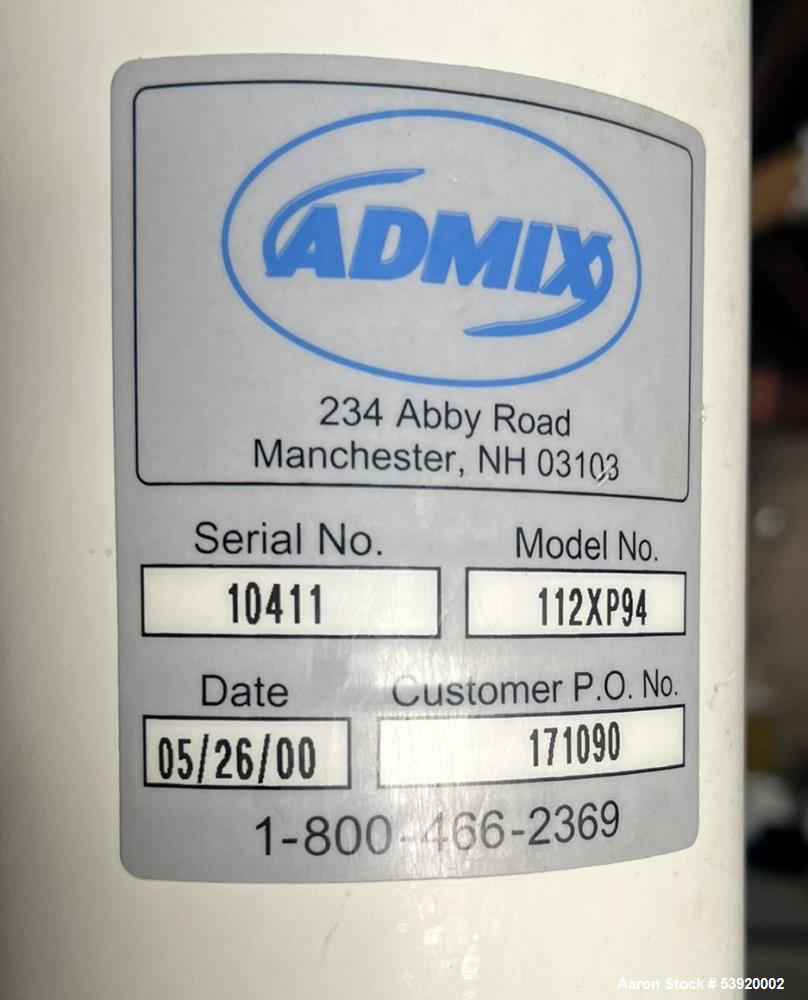 ADMIX
234 Abby Road
Manchester, NH 03103
Serial No. Model No.
10411 112XP94
Date Customer P.O. No.
05/26/00 171090
1-800-466-2369
Aaron Stock # 53920002